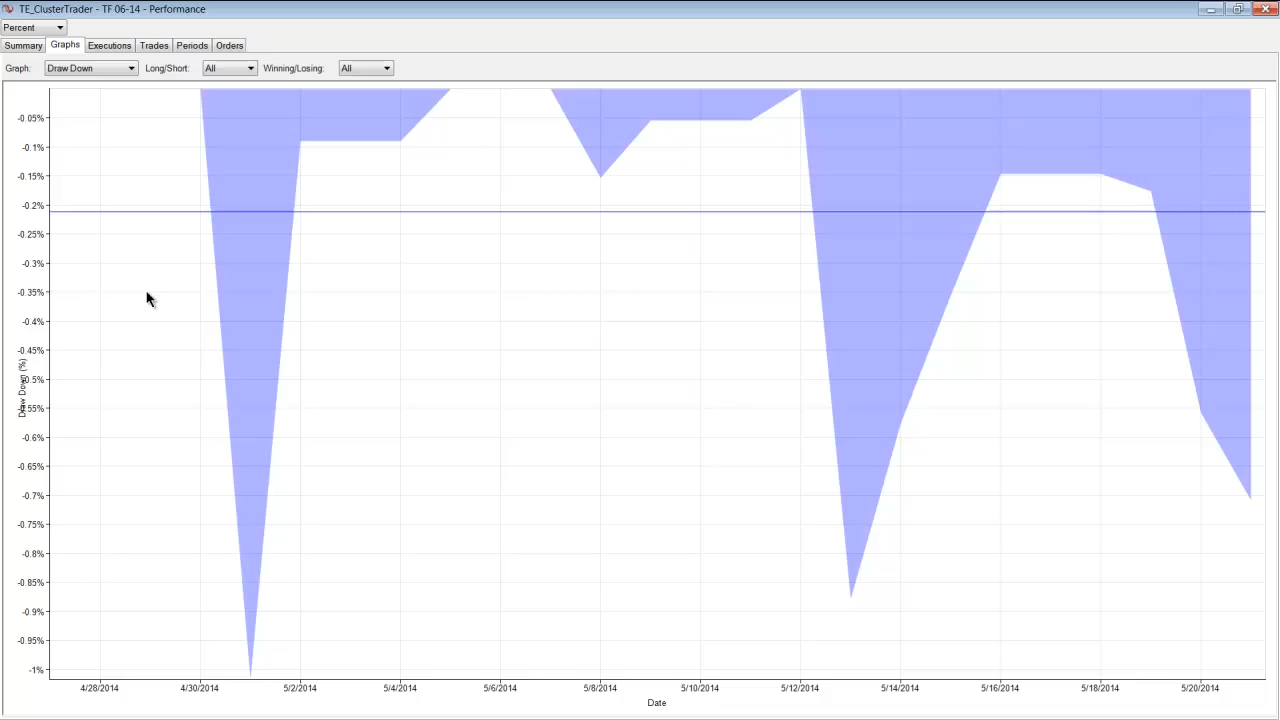 TE_ClusterTrader - TF 06-14 - Performance
Percent
Summary Graphs Executions Trades Periods Orders
Graph: Draw Down Long/Short: All Winning/Losing: All
-0.05%
-0.1%
-0.15%
-0.2%
-0.25%
-0.3%
-0.35%
-0.4%
-0.45%
-0.5%
-0.55%
-0.6%
-0.65%
-0.7%
-0.75%
-0.8%
-0.85%
-0.9%
-0.95%
-1%
Draw Down (%)
4/28/2014 4/30/2014 5/2/2014 5/4/2014 5/6/2014 5/8/2014 5/10/2014 5/12/2014 5/14/2014 5/16/2014 5/18/2014 5/20/2014
Date